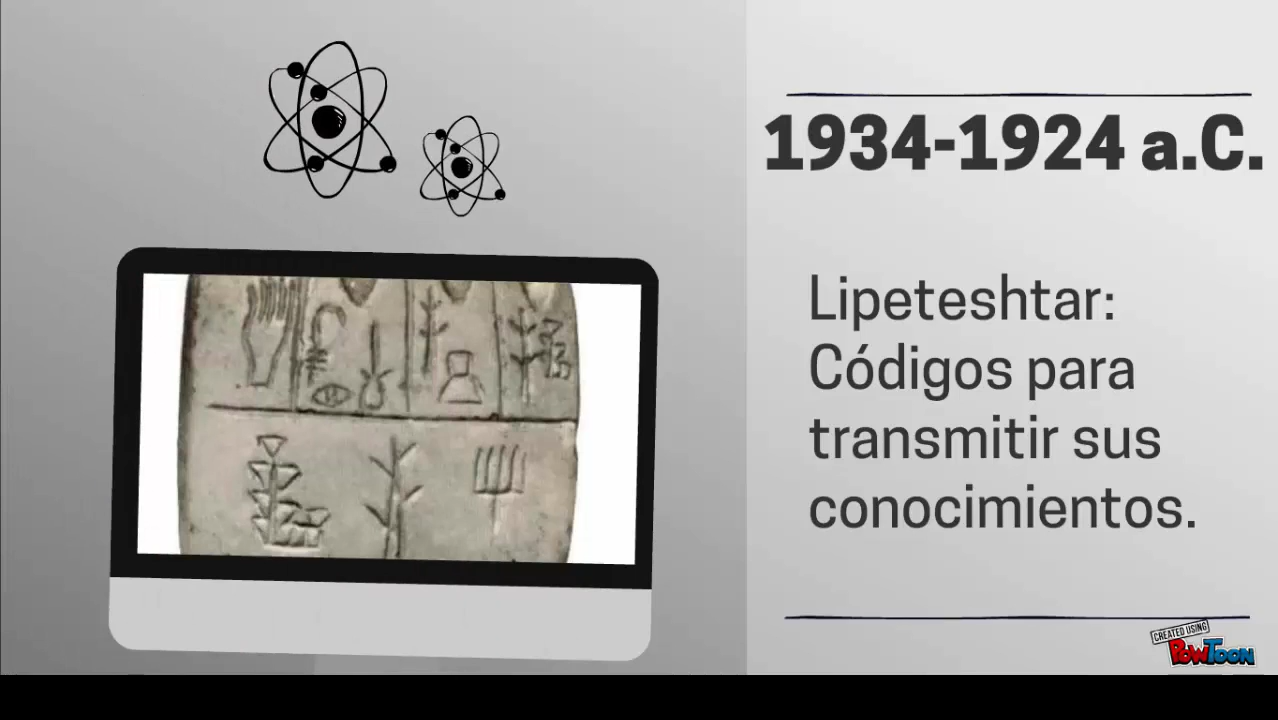 1934-1924 a.C.
Lipeteshtar:
Códigos para
transmitir sus
conocimientos.
CREATED USING
POWTOON